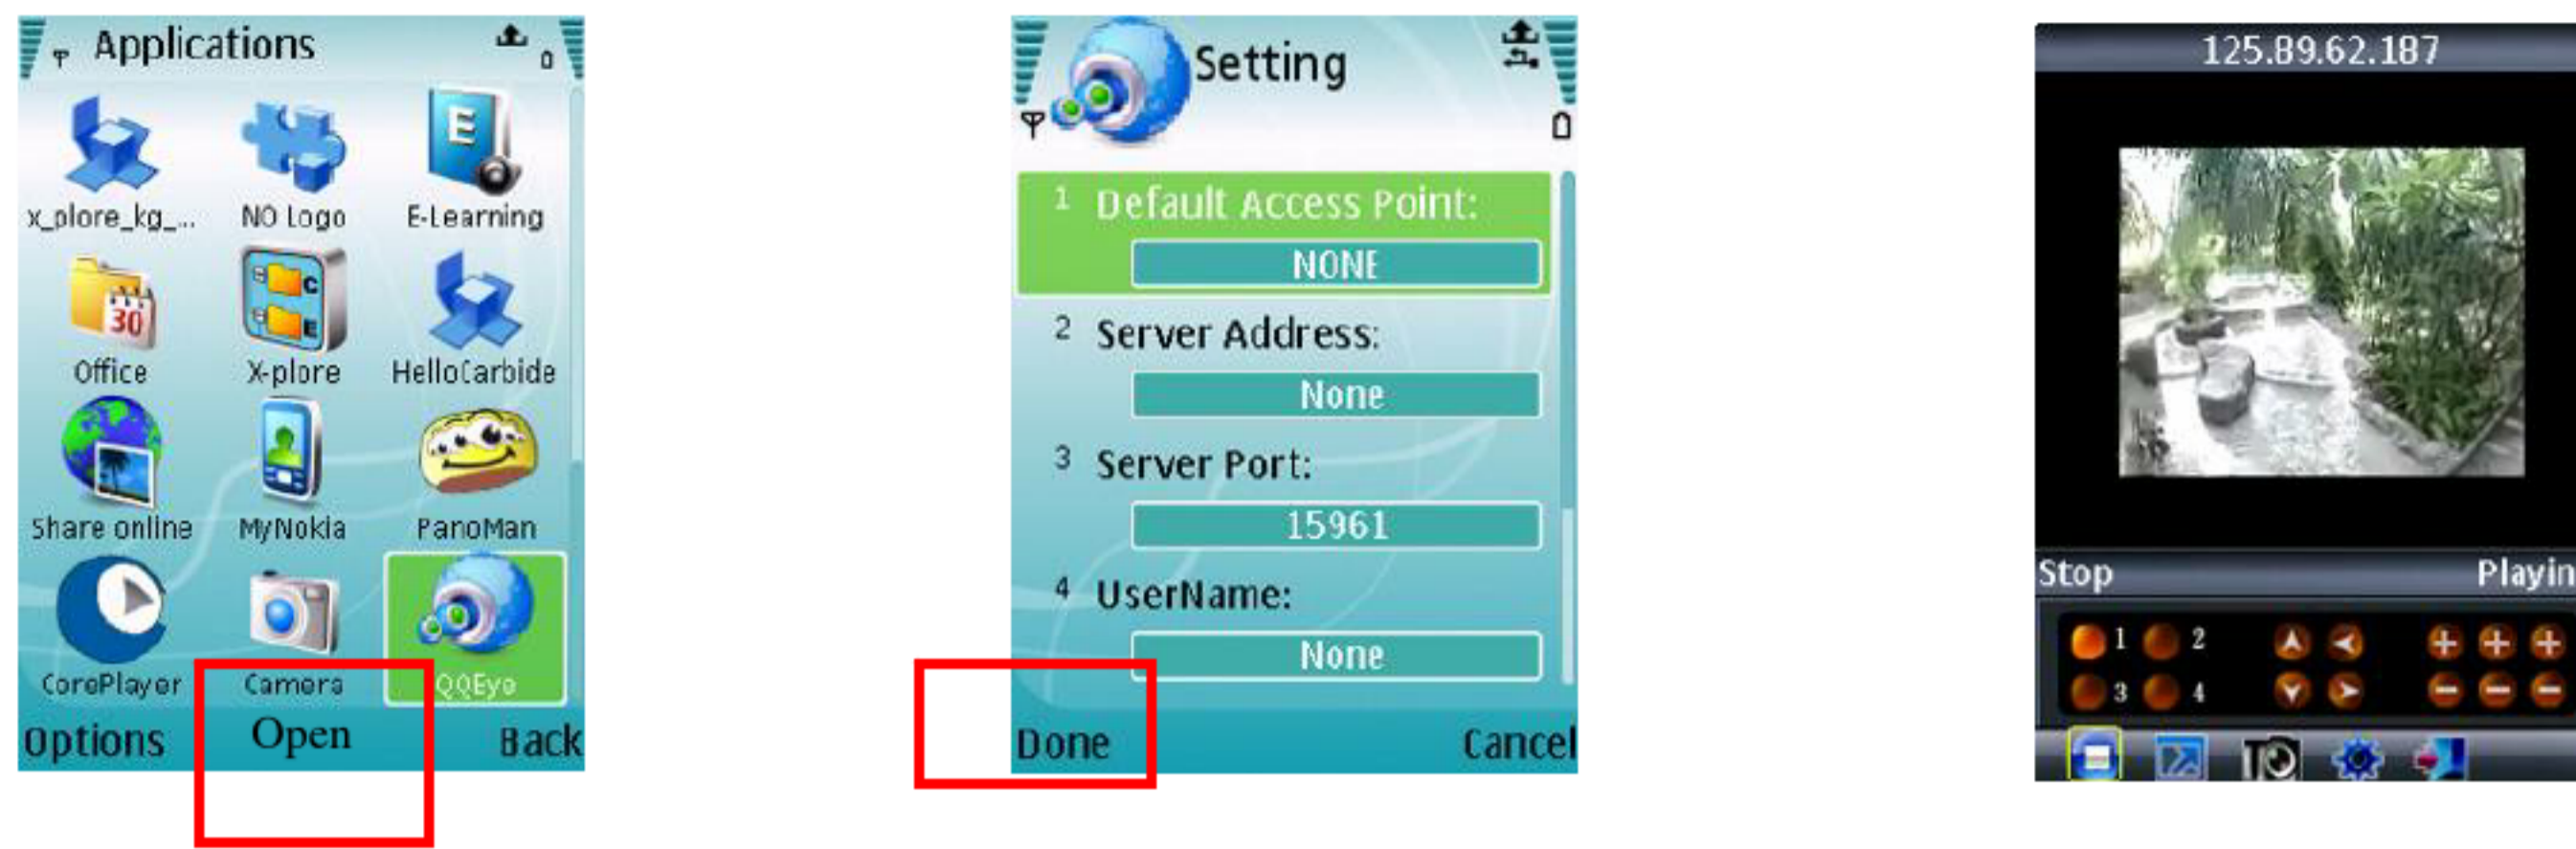 Applications
x_plore_kg_...
NO Logo
E-Learning
Office
X-plore
HelloCarbide
Share online
MyNokia
PanoMan
CorePlayer
Camera
QQEye
Options
Open
Back
Setting
1 Default Access Point:
NONE
2 Server Address:
None
3 Server Port:
15961
4 UserName:
None
Done
Cancel
125.89.62.187
Stop
Playin
1 2
3 4